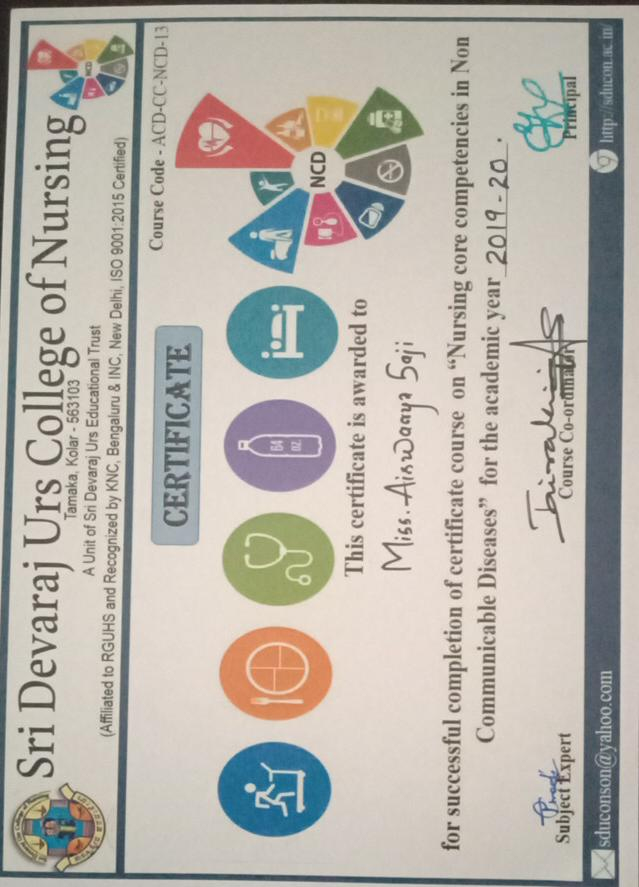 Sri Devaraj Urs College of Nursing
Tamaka, Kolar - 563103
A Unit of Sri Devaraj Urs Educational Trust
(Affiliated to RGUHS and Recognized by KNC, Bengaluru & INC, New Delhi, ISO 9001:2015 Certified)
NCD
Course Code - ACD-CC-NCD-13
CERTIFICATE
64
OZ.
NCD
This certificate is awarded to
Miss. Aiswaarya Saji
for successful completion of certificate course on "Nursing core competencies in Non
Communicable Diseases" for the academic year 2019-20.
Subject Expert
Course Co-ordinator
Principal
sduconson@yahoo.com
http://sducon.ac.in/